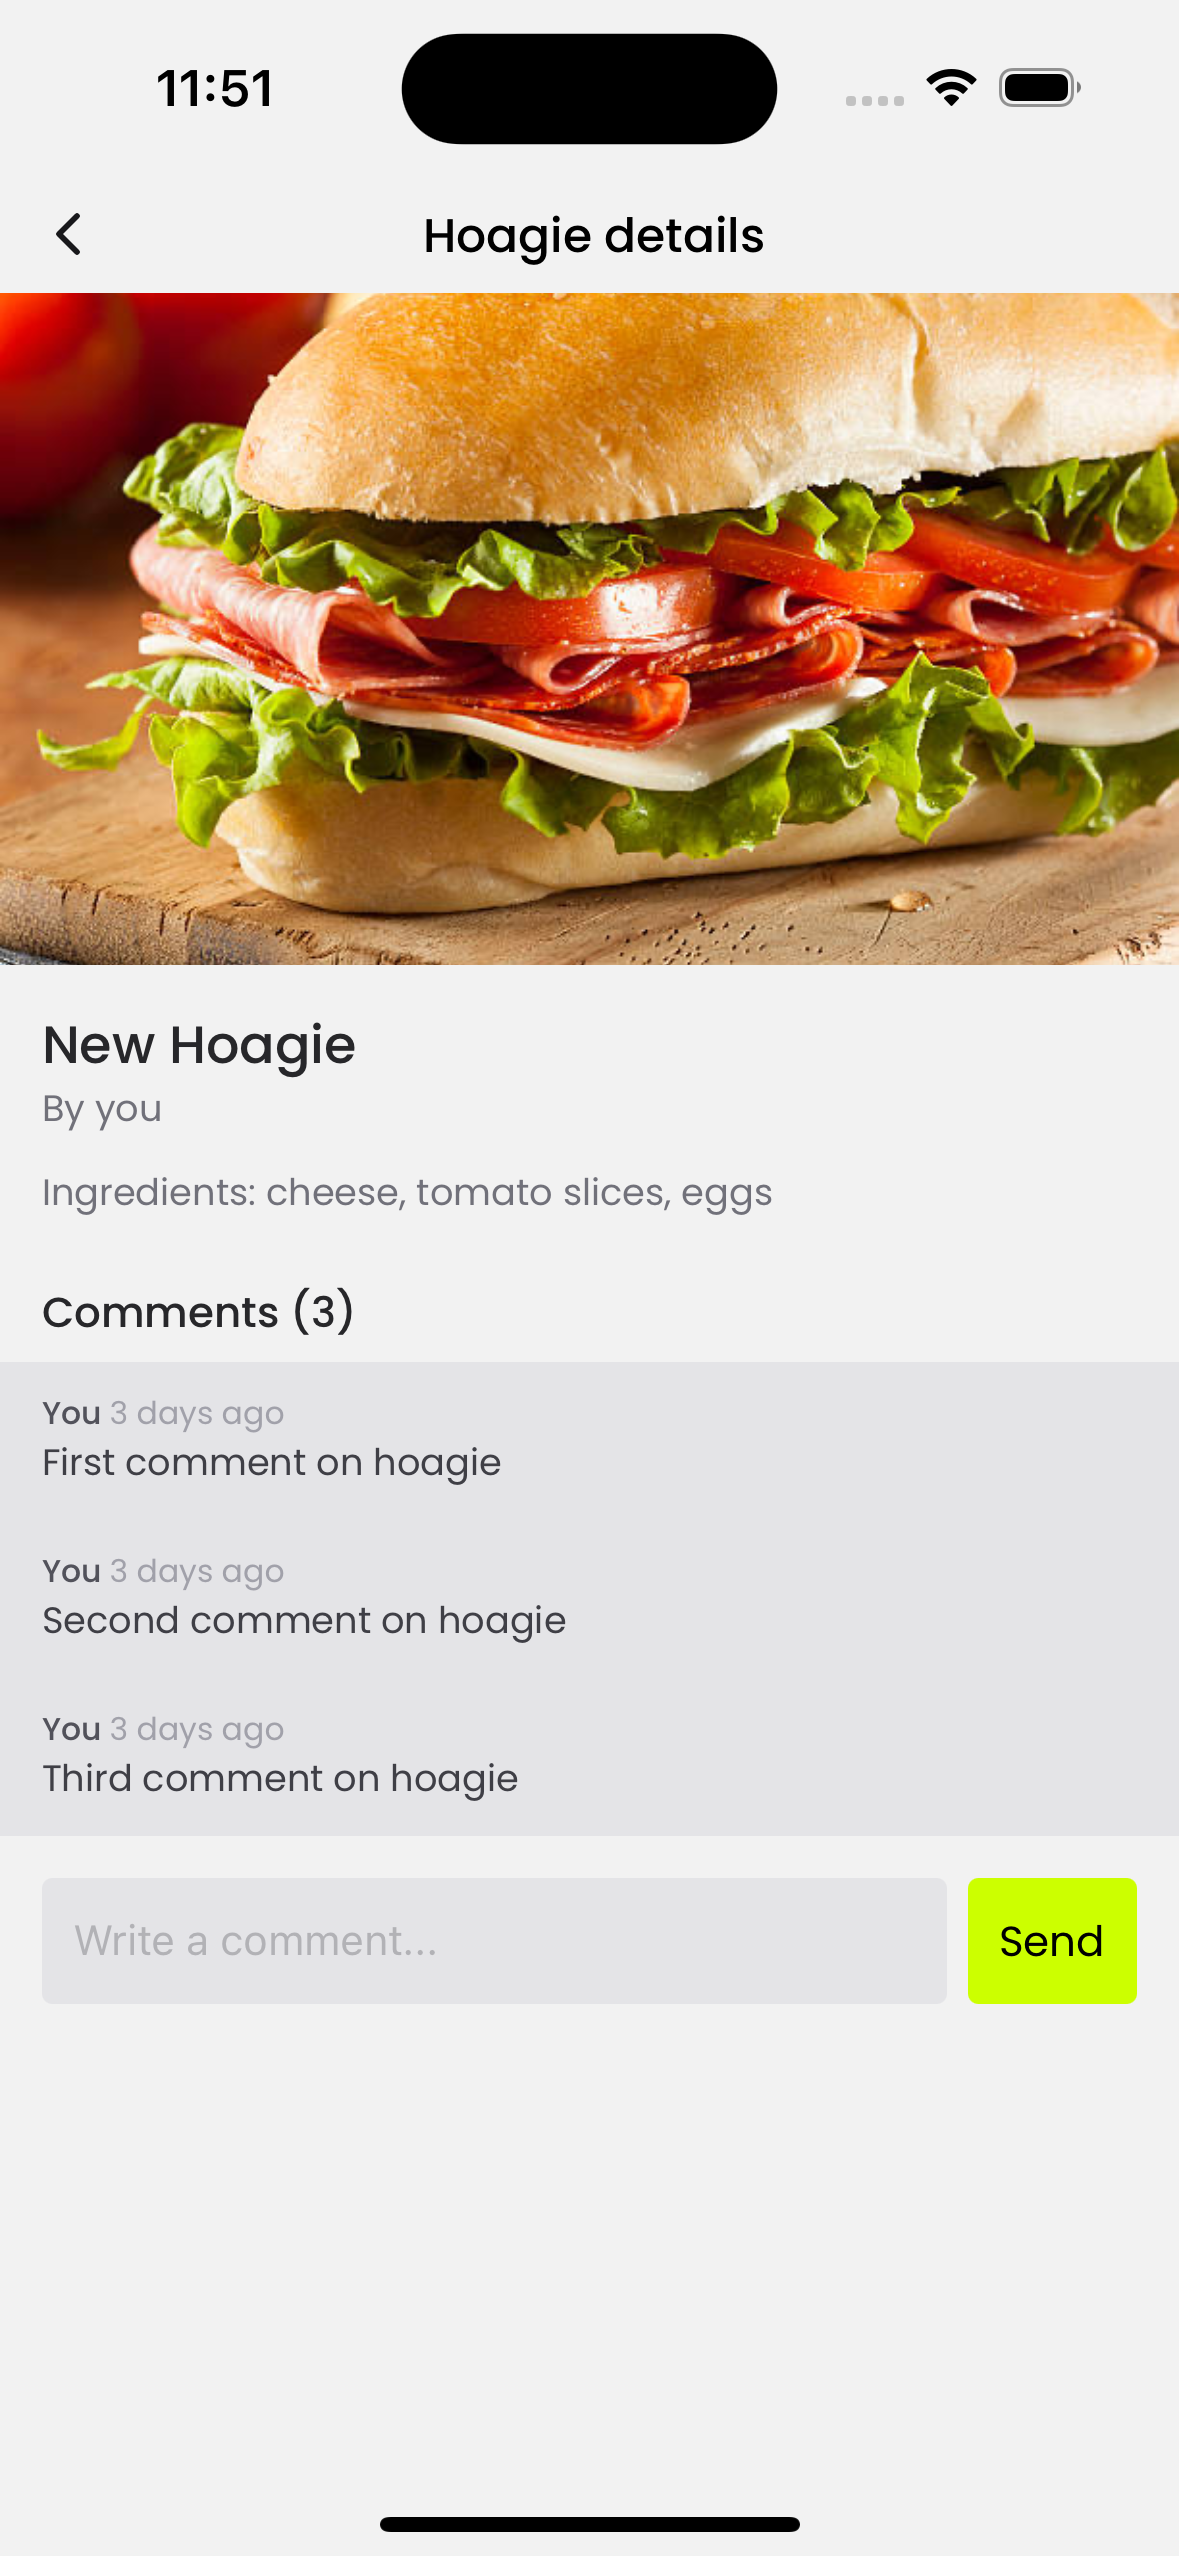 11:51
Hoagie details
New Hoagie
By you
Ingredients: cheese, tomato slices, eggs
Comments (3)
You 3 days ago
First comment on hoagie
You 3 days ago
Second comment on hoagie
You 3 days ago
Third comment on hoagie
Write a comment...
Send